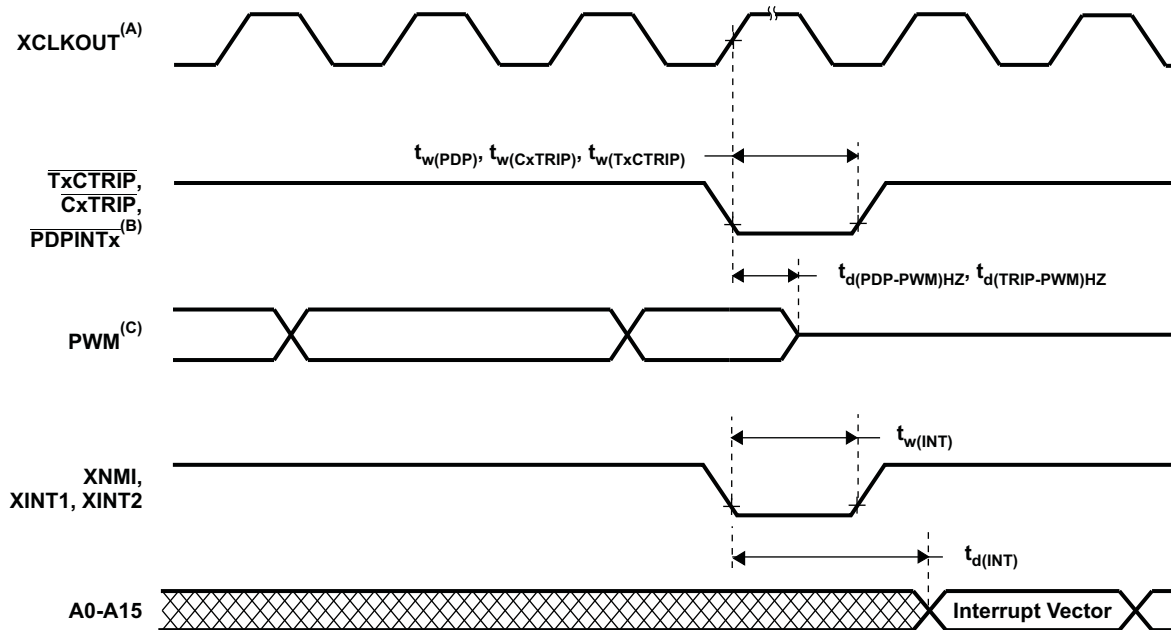 XCLKOUT(A)
tw(PDP), tw(CxTRIP), tw(TxCTRIP)
TxCTRIP,
CxTRIP,
PDPINTx(B)
td(PDP-PWM)HZ, td(TRIP-PWM)HZ
PWM(C)
tw(INT)
XNMI,
XINT1, XINT2
td(INT)
A0-A15
Interrupt Vector